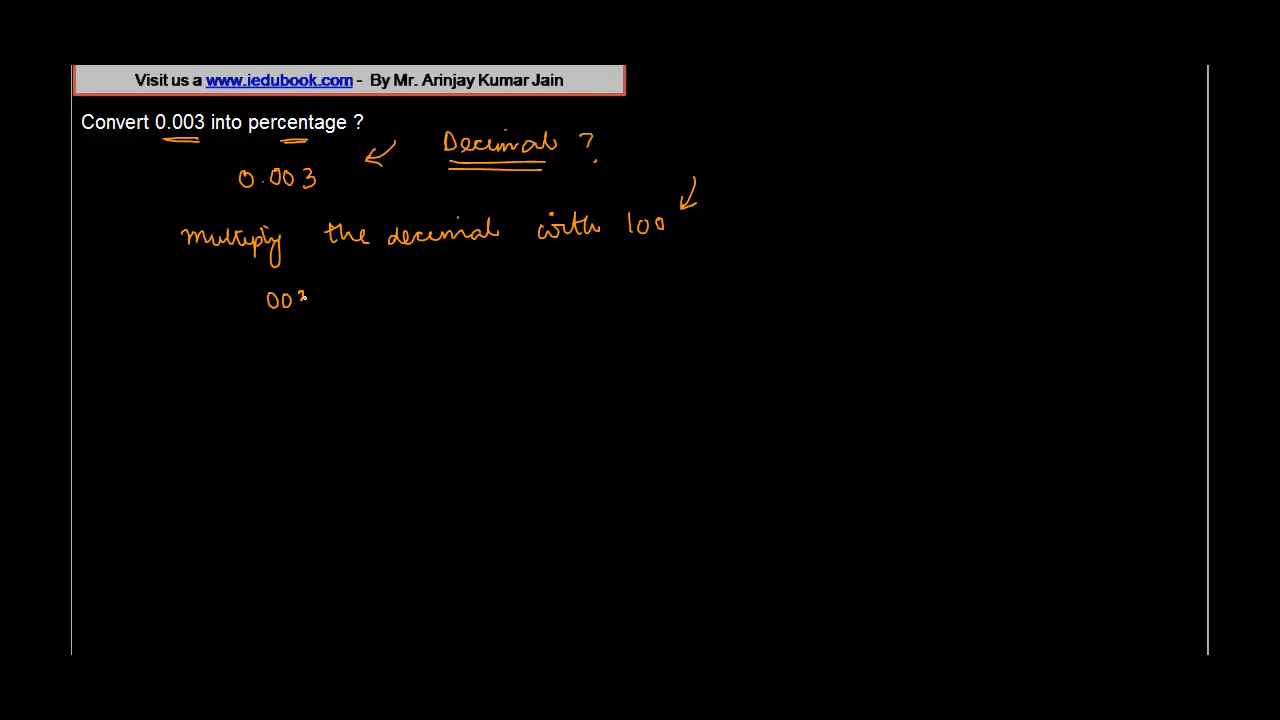 Visit us a www.iedubook.com - By Mr. Arinjay Kumar Jain
Convert 0.003 into percentage ?
Decimal ?
0.003
Multiply the decimal with 100
00